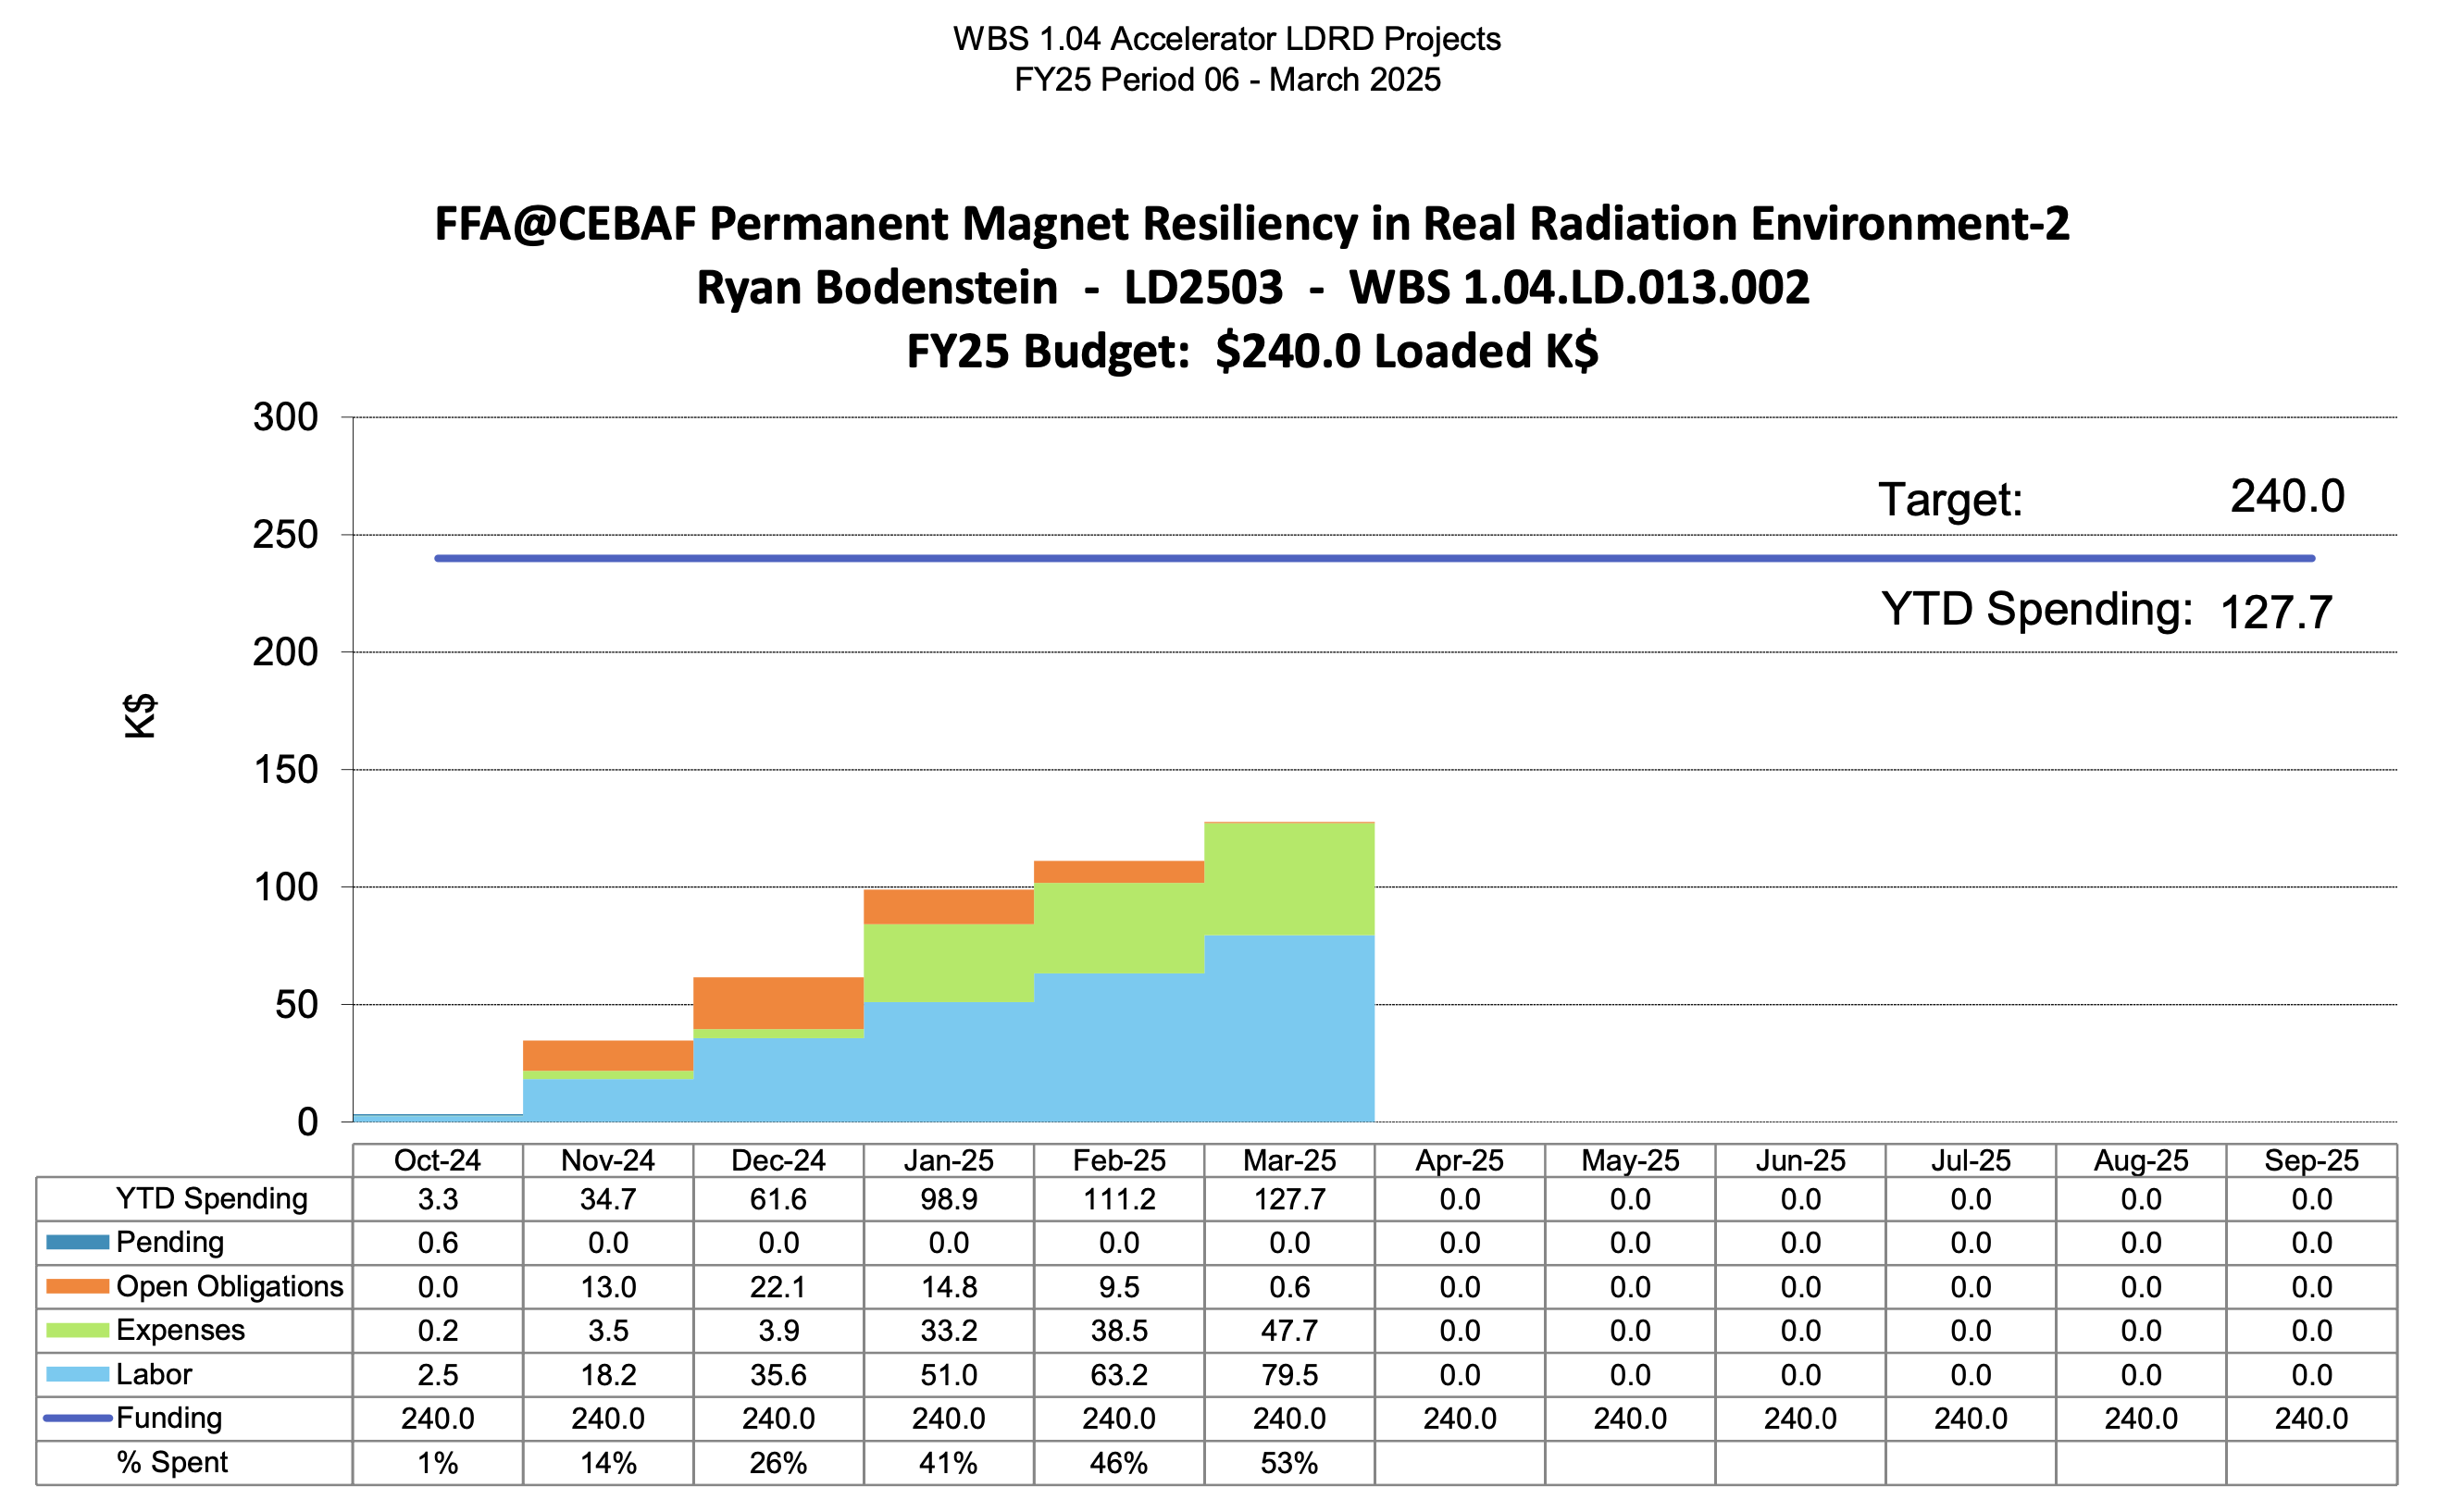 WBS 1.04 Accelerator LDRD Projects
FY25 Period 06 - March 2025
FFA@CEBAF Permanent Magnet Resiliency in Real Radiation Environment-2
Ryan Bodenstein - LD2503 - WBS 1.04.LD.013.002
FY25 Budget: $240.0 Loaded K$
300
Target: 240.0
250
YTD Spending: 127.7
200
K$
150
100
50
0
Oct-24 Nov-24 Dec-24 Jan-25 Feb-25 Mar-25 Apr-25 May-25 Jun-25 Jul-25 Aug-25 Sep-25
YTD Spending 3.3 34.7 61.6 98.9 111.2 127.7 0.0 0.0 0.0 0.0 0.0 0.0
Pending 0.6 0.0 0.0 0.0 0.0 0.0 0.0 0.0 0.0 0.0 0.0 0.0
Open Obligations 0.0 13.0 22.1 14.8 9.5 0.6 0.0 0.0 0.0 0.0 0.0 0.0
Expenses 0.2 3.5 3.9 33.2 38.5 47.7 0.0 0.0 0.0 0.0 0.0 0.0
Labor 2.5 18.2 35.6 51.0 63.2 79.5 0.0 0.0 0.0 0.0 0.0 0.0
Funding 240.0 240.0 240.0 240.0 240.0 240.0 240.0 240.0 240.0 240.0 240.0 240.0
% Spent 1% 14% 26% 41% 46% 53%